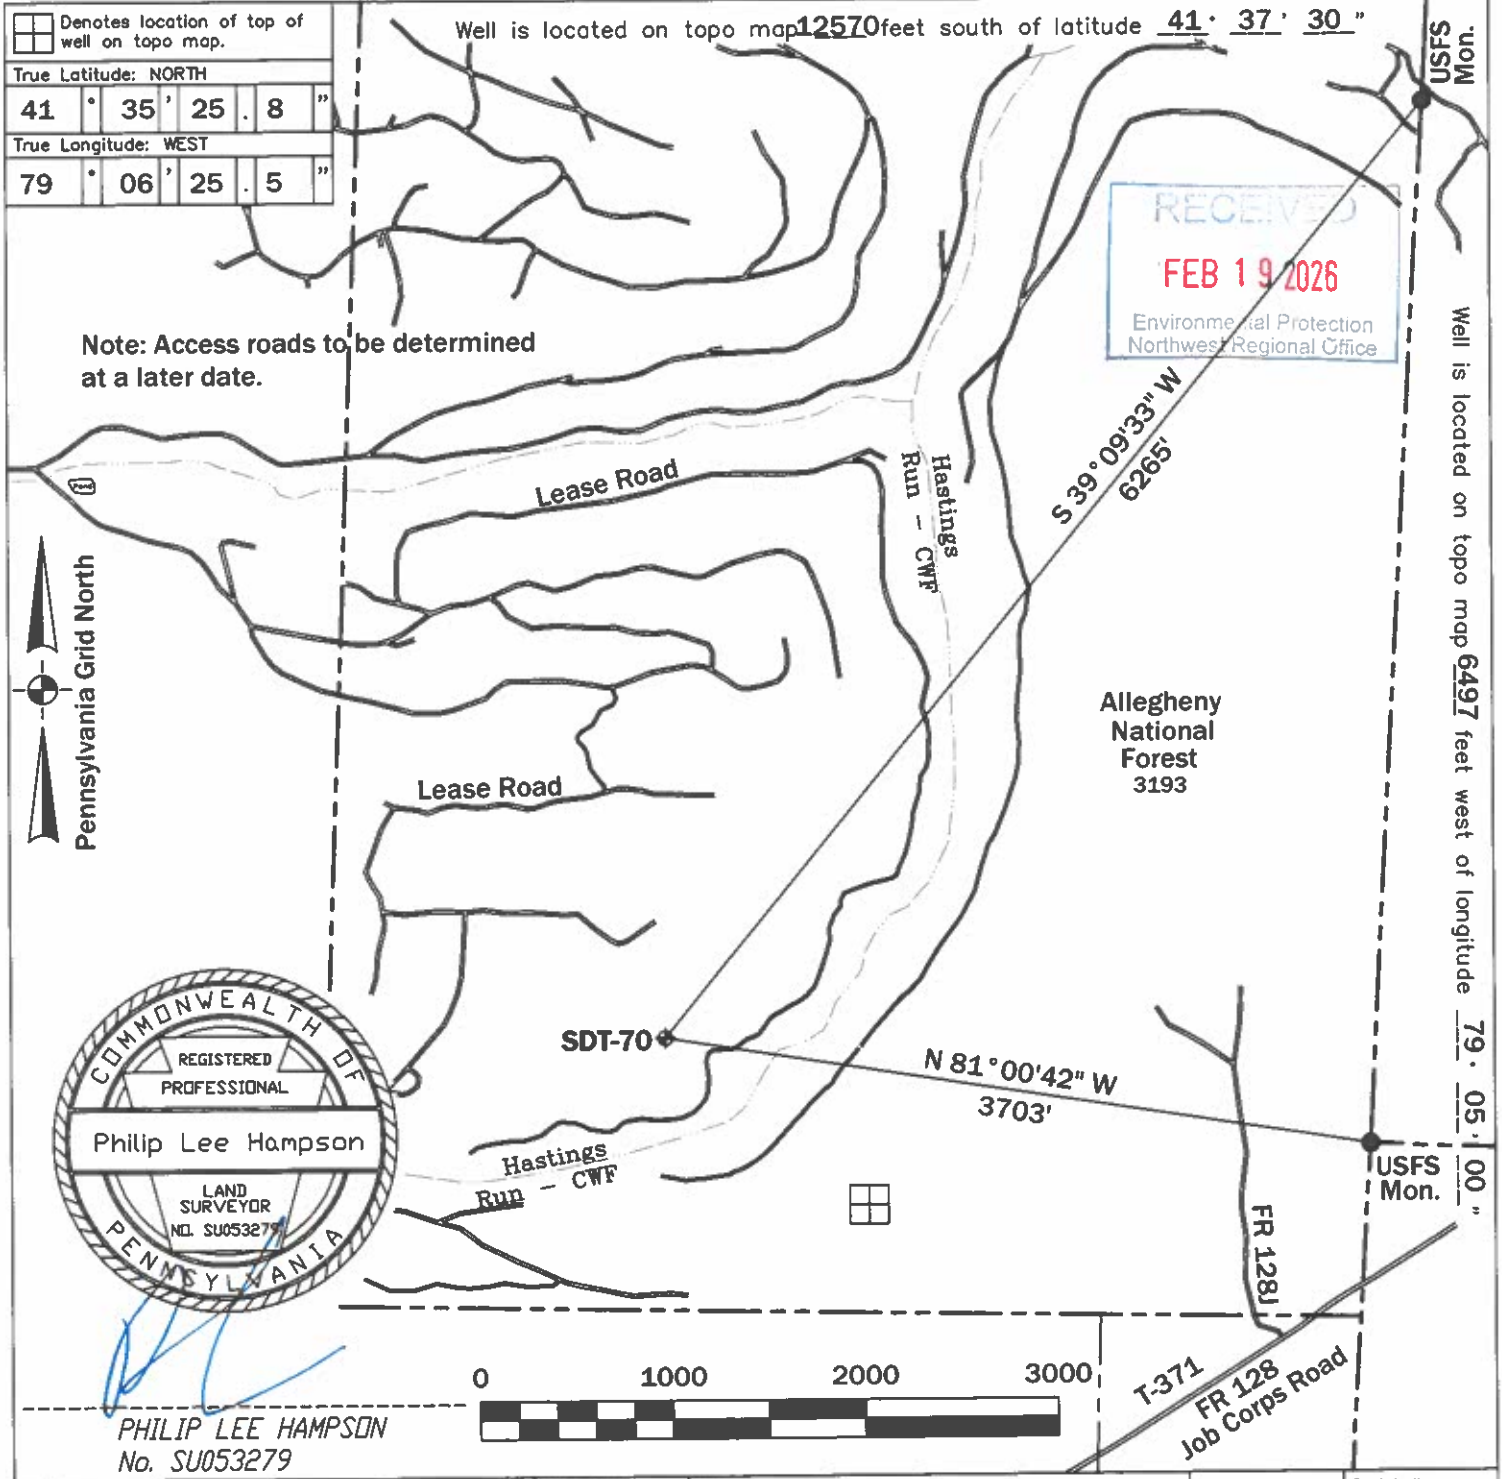 Denotes location of top of
well on topo map.
Well is located on topo map 12570 feet south of latitude 41° 37' 30"
True Latitude: NORTH
41 ° 35 ' 25 . 8 "
True Longitude: WEST
79 ° 06 ' 25 . 5 "
USFS
Mon.
RECEIVED
FEB 19 2026
Environmental Protection
Northwest Regional Office
Note: Access roads to be determined
at a later date.
Well is located on topo map 6497 feet west of longitude 79° 05' 00"
S 39°09'33" W
6265'
Lease Road
Hastings
Run - CWF
Pennsylvania Grid North
Allegheny
National
Forest
3193
Lease Road
SDT-70
N 81°00'42" W
3703'
USFS
Mon.
COMMONWEALTH OF
REGISTERED
PROFESSIONAL
Philip Lee Hampson
LAND
SURVEYOR
NO. SU053279
PENNSYLVANIA
Hastings
Run - CWF
FR 128J
T-371
FR 128
Job Corps Road
0 1000 2000 3000
PHILIP LEE HAMPSON
No. SU053279